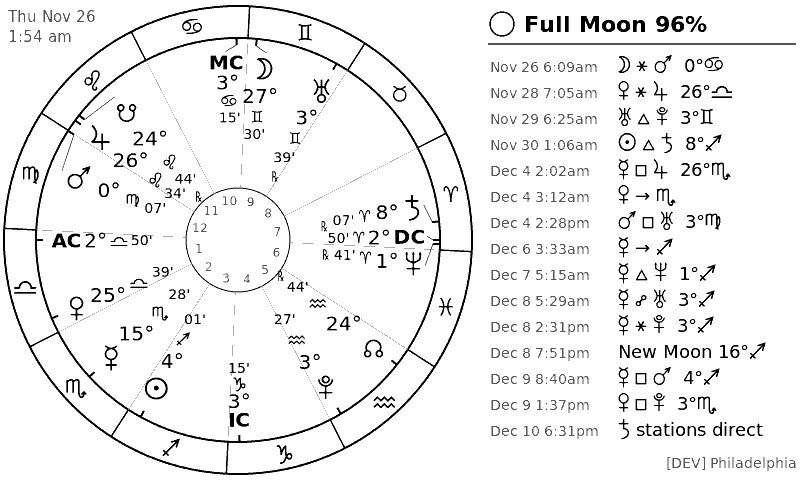 Thu Nov 26
1:54 am
Full Moon 96%
Nov 26 6:09am ☽ ⚹ ♂ 0°♋
Nov 28 7:05am ♀ ⚹ ♃ 26°♎
Nov 29 6:25am ♅ △ ⯓ 3°♊
Nov 30 1:06am ☉ △ ♄ 8°♐
Dec 4 2:02am ☿ □ ♃ 26°♏
Dec 4 3:12am ♀ → ♏
Dec 4 2:28pm ♂ □ ♅ 3°♍
Dec 6 3:33am ☿ → ♐
Dec 7 5:15am ☿ △ ♆ 1°♐
Dec 8 5:29am ☿ ☍ ♅ 3°♐
Dec 8 2:31pm ☿ ⚹ ⯓ 3°♐
Dec 8 7:51pm New Moon 16°♐
Dec 9 8:40am ☿ □ ♂ 4°♐
Dec 9 1:37pm ♀ □ ⯓ 3°♏
Dec 10 6:31pm ♄ stations direct
[DEV] Philadelphia
♋
♊
♉
♈
♓
♒
♑
♐
♏
♎
♍
♌
MC 3° ♋ 15'
☽ 27° ♊ 30'
♅ 3° ♊ 39' ℞
♄ 8° ♈ 07' ℞
DC 2° ♈ 50'
♆ 1° ♈ 41' ℞
☊ 24° ♒ 44' ℞
⯓ 3° ♒ 27'
IC 3° ♑ 15'
☉ 4° ♐ 01'
☿ 15° ♏ 28'
♀ 25° ♎ 39'
AC 2° ♎ 50'
♂ 0° ♍ 07'
♃ 26° ♌ 34'
☋ 24° ♌ 44' ℞
1
2
3
4
5
6
7
8
9
10
11
12